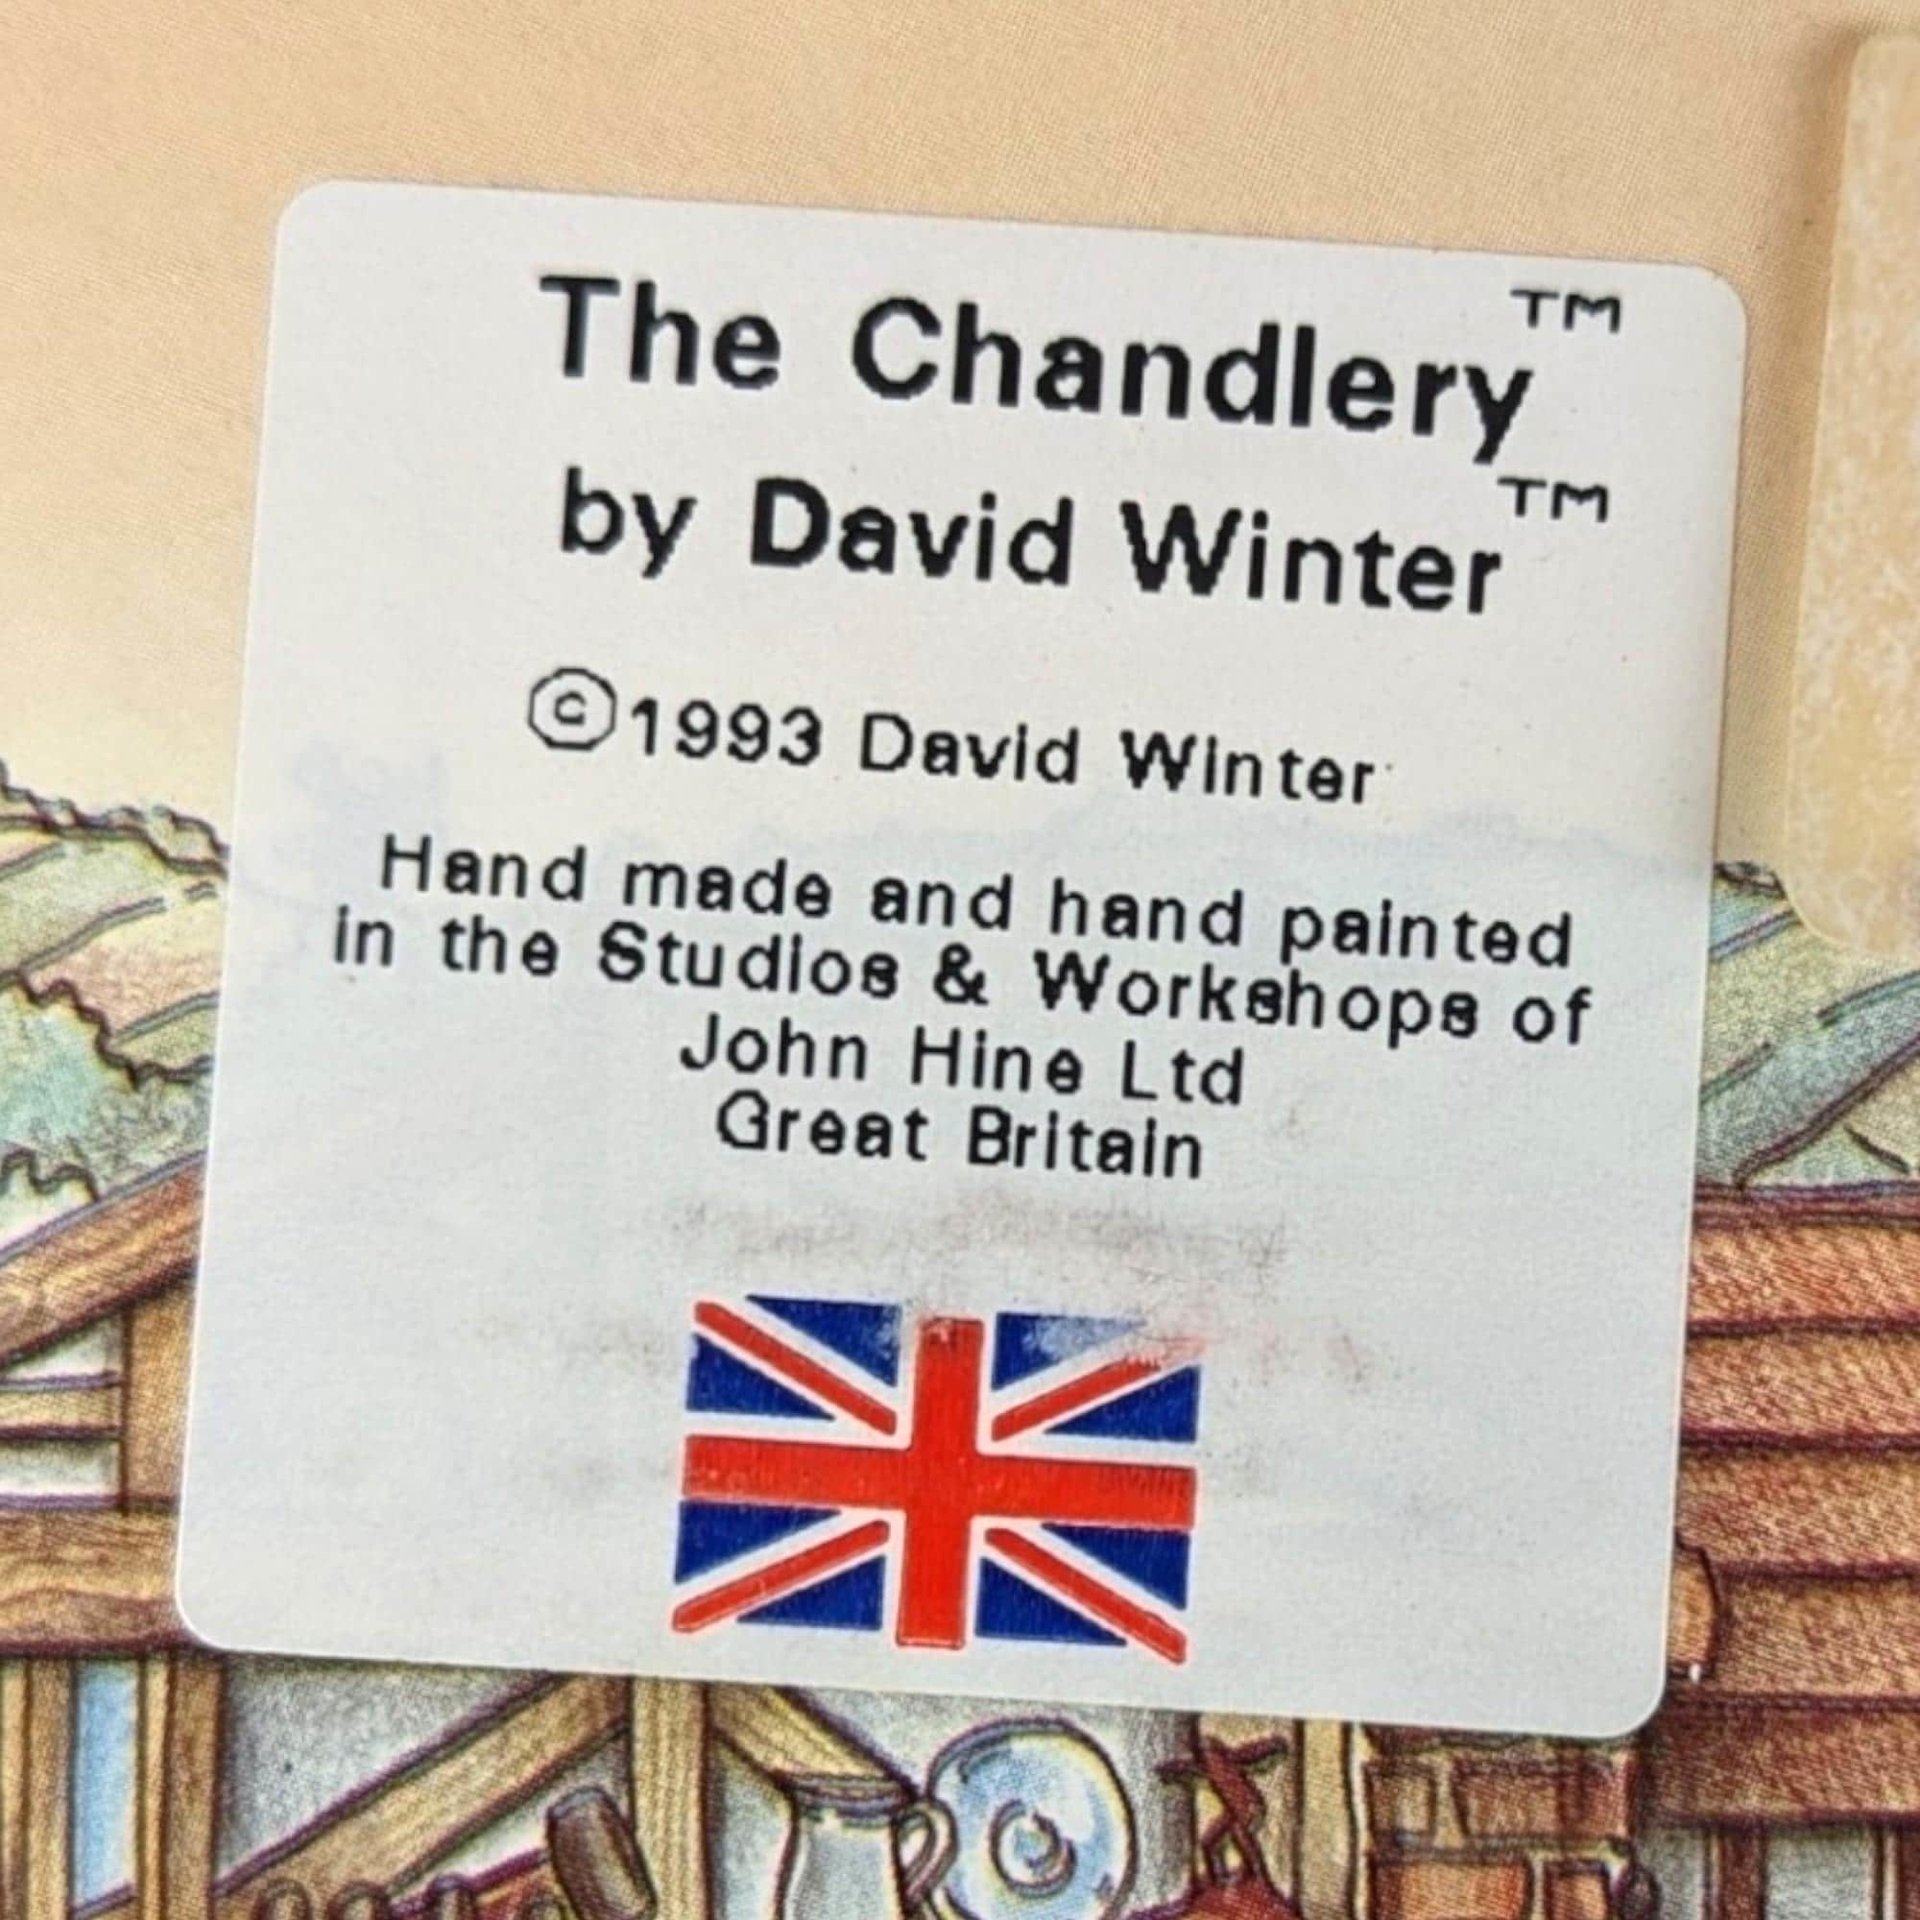 The Chandlery™
by David Winter™
©1993 David Winter
Hand made and hand painted
in the Studios & Workshops of
John Hine Ltd
Great Britain